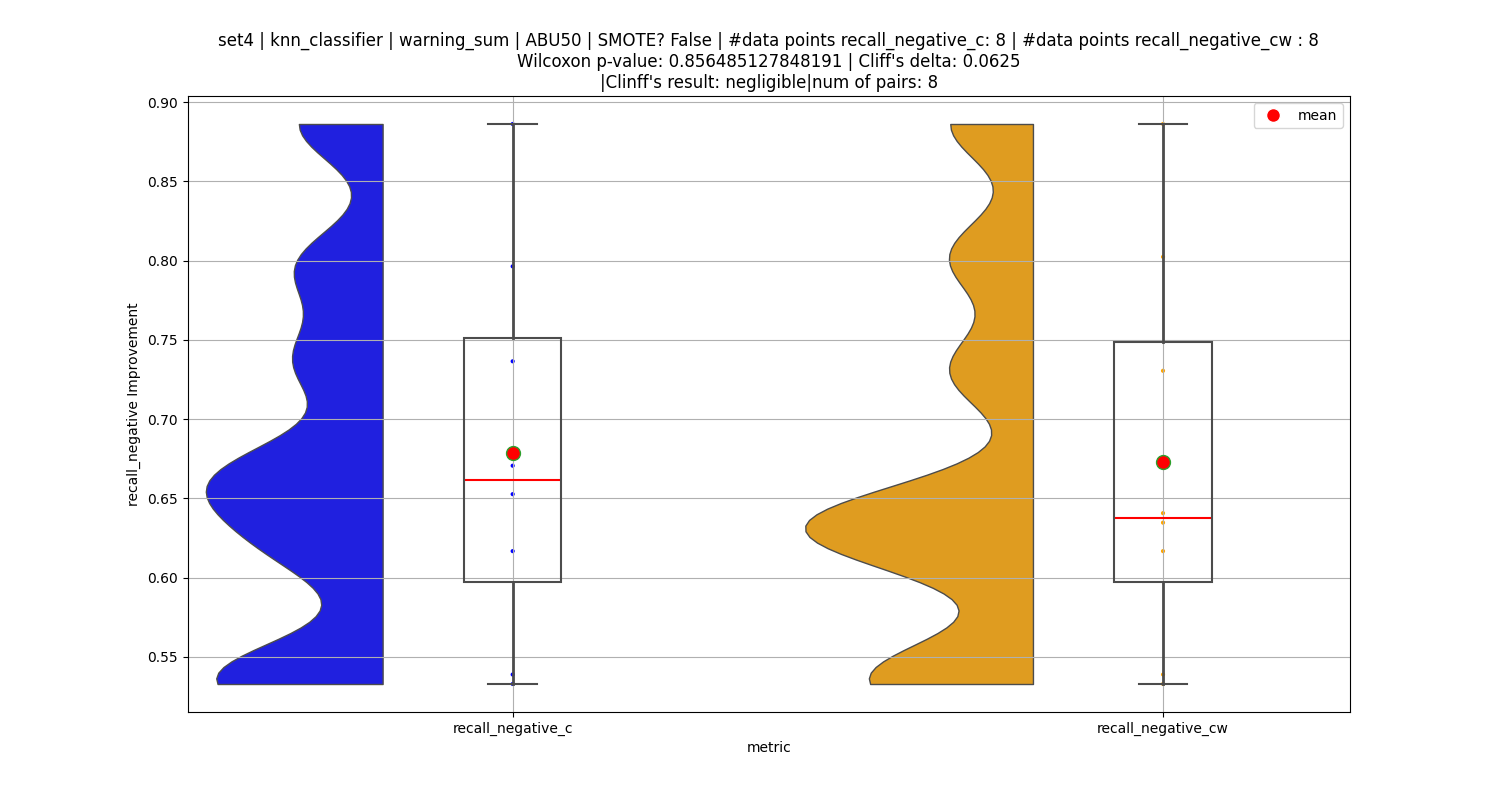 set4 | knn_classifier | warning_sum | ABU50 | SMOTE? False | #data points recall_negative_c: 8 | #data points recall_negative_cw : 8
Wilcoxon p-value: 0.856485127848191 | Cliff's delta: 0.0625
|Clinff's result: negligible|num of pairs: 8
mean
0.90
0.85
0.80
0.75
0.70
0.65
0.60
0.55
recall_negative Improvement
recall_negative_c
recall_negative_cw
metric